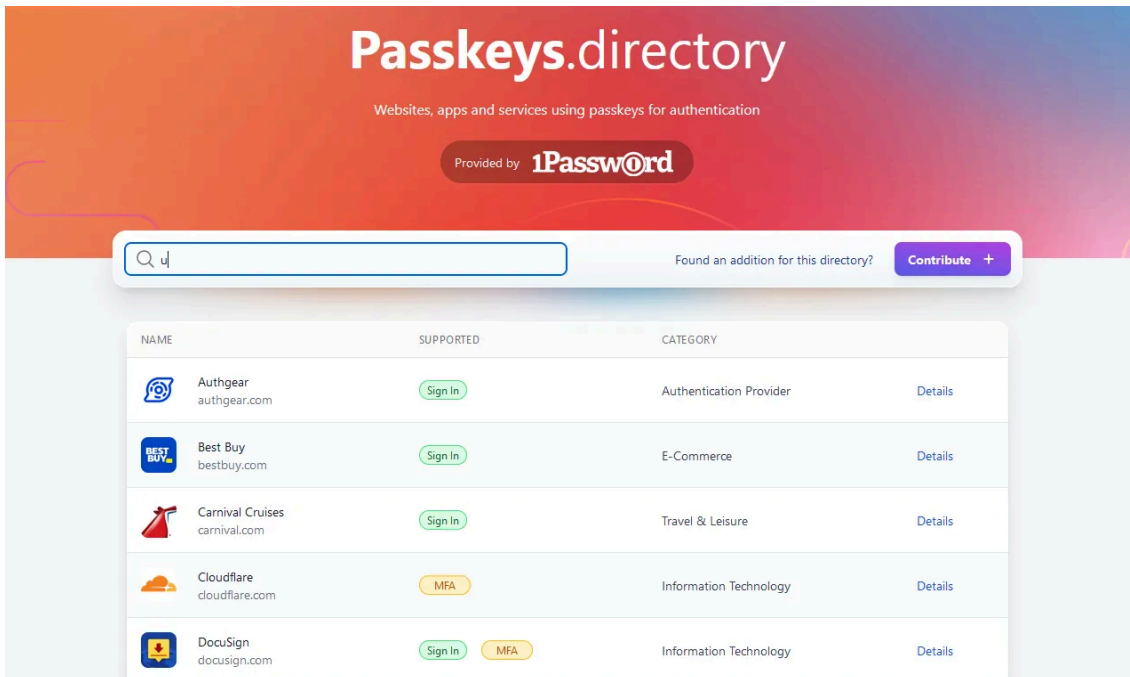 Passkeys.directory
Websites, apps and services using passkeys for authentication
Provided by 1Password
u
Found an addition for this directory?
Contribute +
NAME SUPPORTED CATEGORY
Authgear
authgear.com
Sign In
Authentication Provider
Details
BEST BUY
Best Buy
bestbuy.com
Sign In
E-Commerce
Details
Carnival Cruises
carnival.com
Sign In
Travel & Leisure
Details
Cloudflare
cloudflare.com
MFA
Information Technology
Details
DocuSign
docusign.com
Sign In MFA
Information Technology
Details